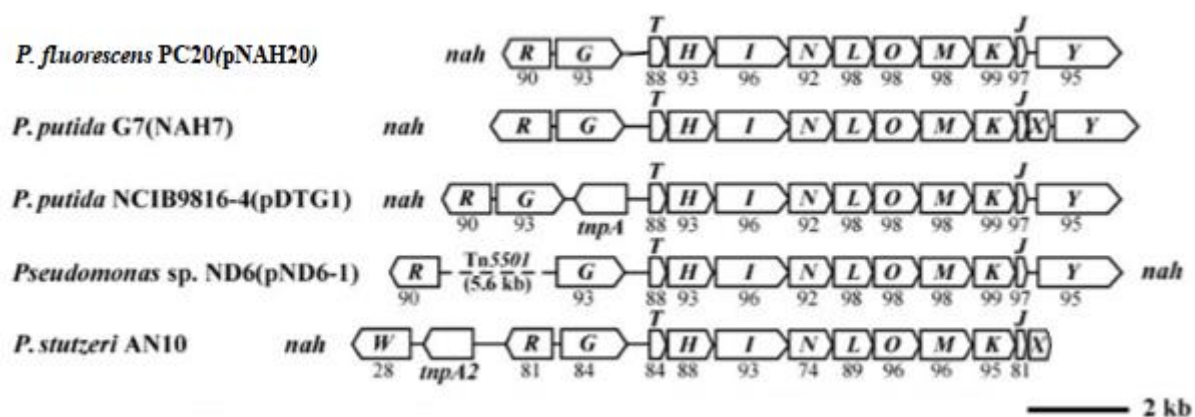 T J
P. fluorescens PC20(pNAH20) nah R G H I N L O M K Y
90 93 88 93 96 92 98 98 98 99 97 95
T J
P. putida G7(NAH7) nah R G H I N L O M K X Y
T J
P. putida NCIB9816-4(pDTG1) nah R G H I N L O M K Y
90 93 tnpA 88 93 96 92 98 98 98 99 97 95
T J
Pseudomonas sp. ND6(pND6-1) R Tn5501 G H I N L O M K Y nah
(5.6 kb)
90 93 88 93 96 92 98 98 98 99 97 95
T J
P. stutzeri AN10 nah W R G H I N L O M K X
28 tnpA2 81 84 84 88 93 74 89 96 96 95 81
2 kb